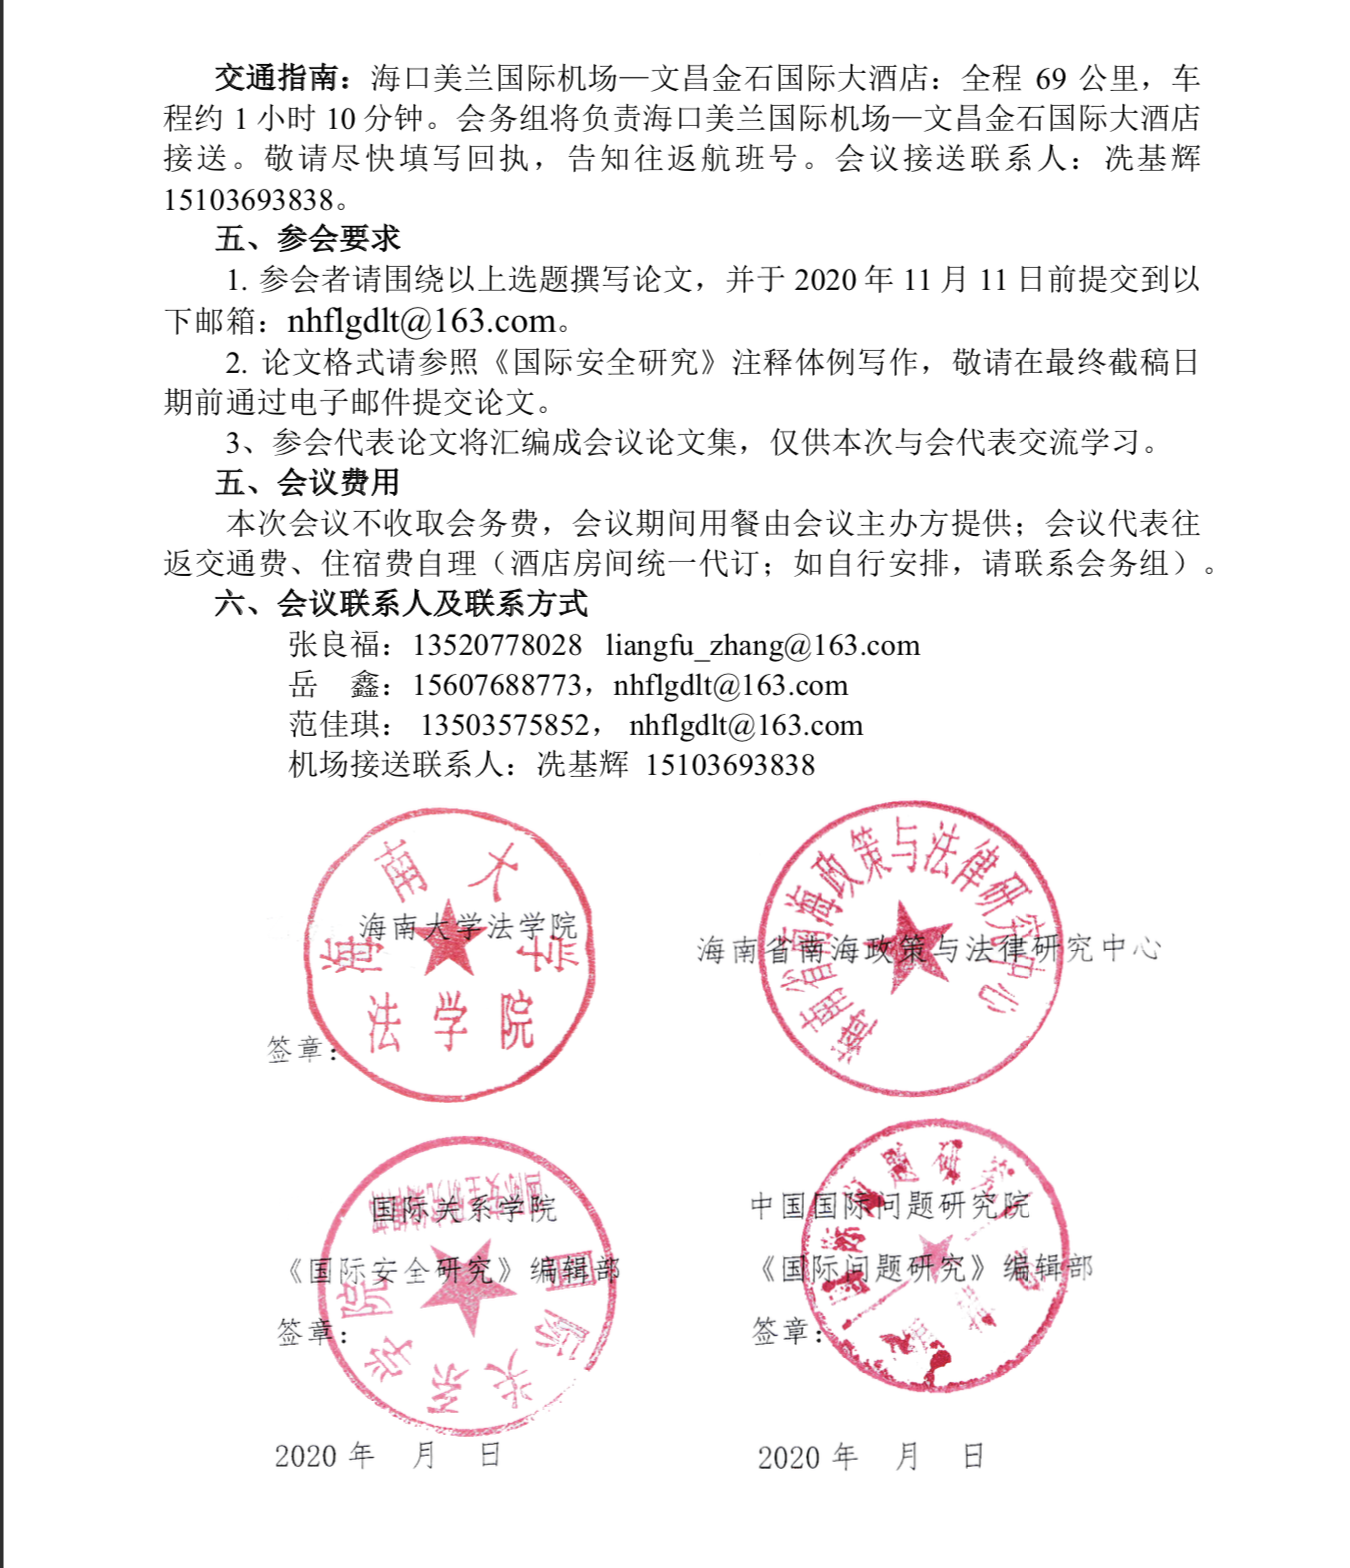 交通指南：海口美兰国际机场—文昌金石国际大酒店：全程 69 公里，车
程约 1 小时 10 分钟。会务组将负责海口美兰国际机场—文昌金石国际大酒店
接送。敬请尽快填写回执，告知往返航班号。会议接送联系人：冼基辉
15103693838。
五、参会要求
1. 参会者请围绕以上选题撰写论文，并于 2020 年 11 月 11 日前提交到以
下邮箱：nhflgdlt@163.com。
2. 论文格式请参照《国际安全研究》注释体例写作，敬请在最终截稿日
期前通过电子邮件提交论文。
3、参会代表论文将汇编成会议论文集，仅供本次与会代表交流学习。
五、会议费用
本次会议不收取会务费，会议期间用餐由会议主办方提供；会议代表往
返交通费、住宿费自理（酒店房间统一代订；如自行安排，请联系会务组）。
六、会议联系人及联系方式
张良福：13520778028 liangfu_zhang@163.com
岳 鑫：15607688773，nhflgdlt@163.com
范佳琪： 13503575852， nhflgdlt@163.com
机场接送联系人：冼基辉 15103693838
海南大学
法学院
海南大学法学院
签章：
海南省南海政策与法律研究中心
海南省南海政策与法律研究中心
国际关系学院
国际关系学院
《国际安全研究》编辑部
签章：
2020 年 月 日
中国国际问题研究院
《国际问题研究》编辑部
签章：
2020 年 月 日